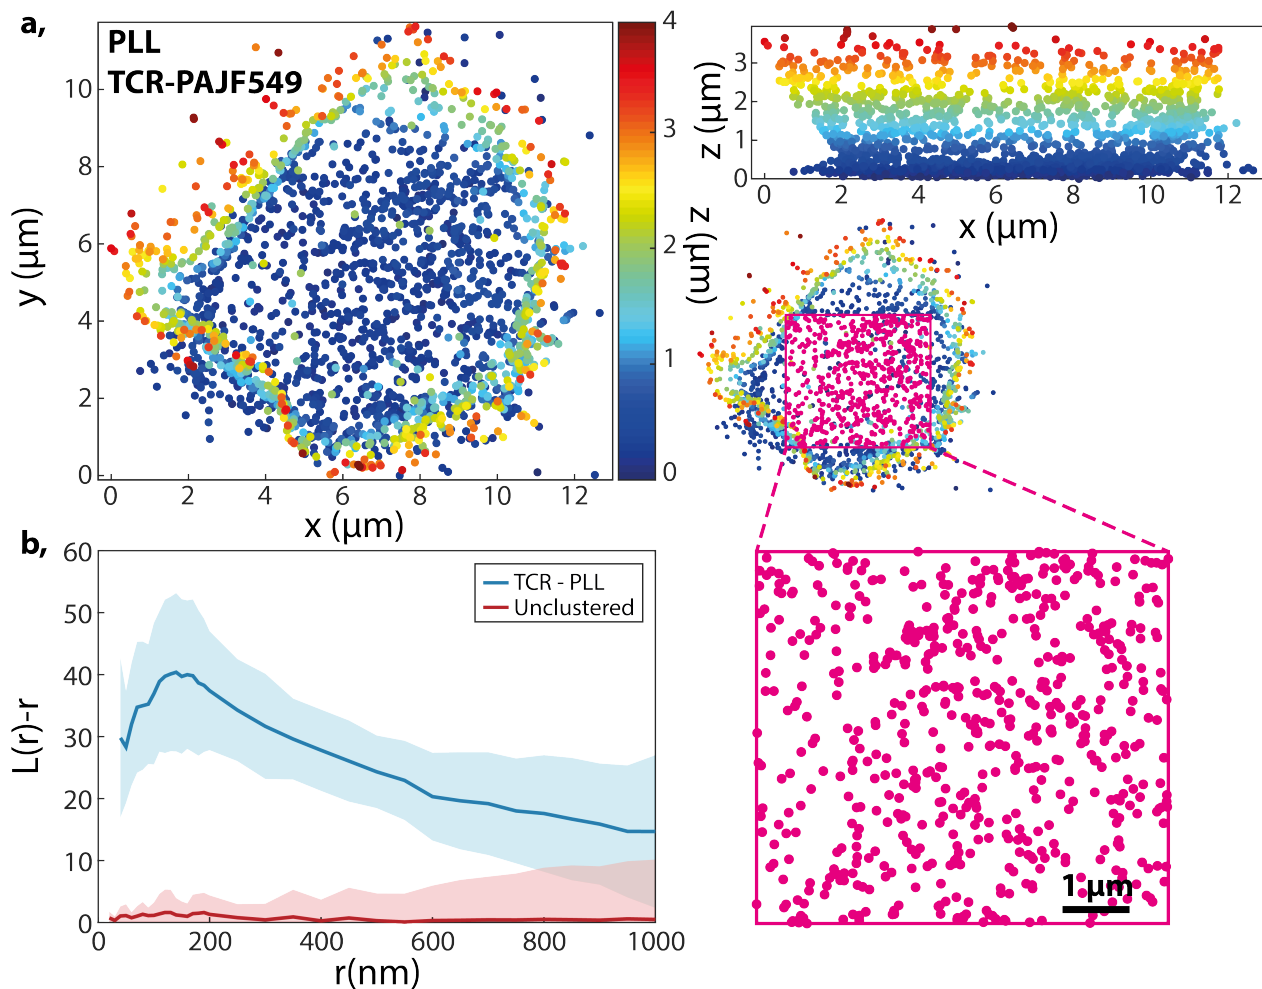 a,
PLL
TCR-PAJF549
10
8
6
4
2
0
y (µm)
0 2 4 6 8 10 12
x (µm)
4
3
2
1
0
z (µm)
3
2
1
0
z (µm)
0 2 4 6 8 10 12
x (µm)
1 µm
b,
60
50
40
30
20
10
0
L(r)-r
TCR - PLL
Unclustered
0 200 400 600 800 1000
r(nm)